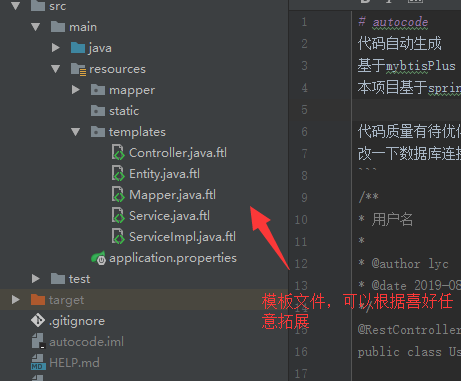 src
main
java
resources
mapper
static
templates
Controller.java.ftl
Entity.java.ftl
Mapper.java.ftl
Service.java.ftl
ServiceImpl.java.ftl
application.properties
test
target
.gitignore
autocode.iml
HELP.md
1 # autocode
2 代码自动生成
3 基于mybtisPlus
4 本项目基于sprin
5
6 代码质量有待优
7 改一下数据库连接
8 ```
9 /**
10 * 用户名
11 *
12 * @author lyc
13 * @date 2019-08
14 */
15 @RestController
16 public class Us
17
模板文件，可以根据喜好任
意拓展